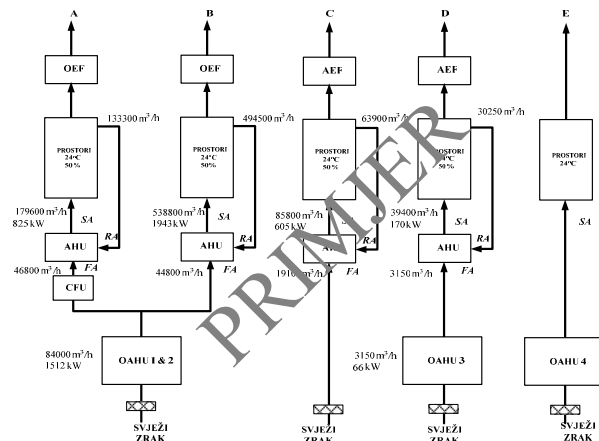 A
B
C
D
E
OEF
OEF
AEF
AEF
133300 m³/h
494500 m³/h
63900 m³/h
30250 m³/h
PROSTORI
24°C
50%
PROSTORI
24°C
50%
PROSTORI
24°C
50%
PROSTORI
24°C
50%
PROSTORI
24°C
179600 m³/h
825 kW
SA
538800 m³/h
1943 kW
SA
85800 m³/h
605 kW
SA
39400 m³/h
170 kW
SA
RA
RA
RA
RA
AHU
AHU
AHU
AHU
46800 m³/h
FA
44800 m³/h
FA
FA
3150 m³/h
FA
CFU
84000 m³/h
1512 kW
OAHU 1 & 2
3150 m³/h
66 kW
OAHU 3
OAHU 4
SVJEŽI
ZRAK
SVJEŽI
ZRAK
SVJEŽI
ZRAK
SVJEŽI
ZRAK
PRIMJER